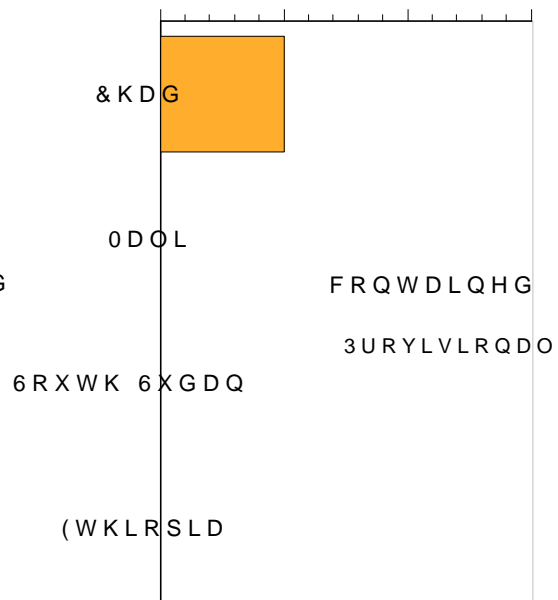 &KDG
0DOL
FRQWDLQHG
3URYLVLRQDO
6RXWK 6XGDQ
(WKLRSLD